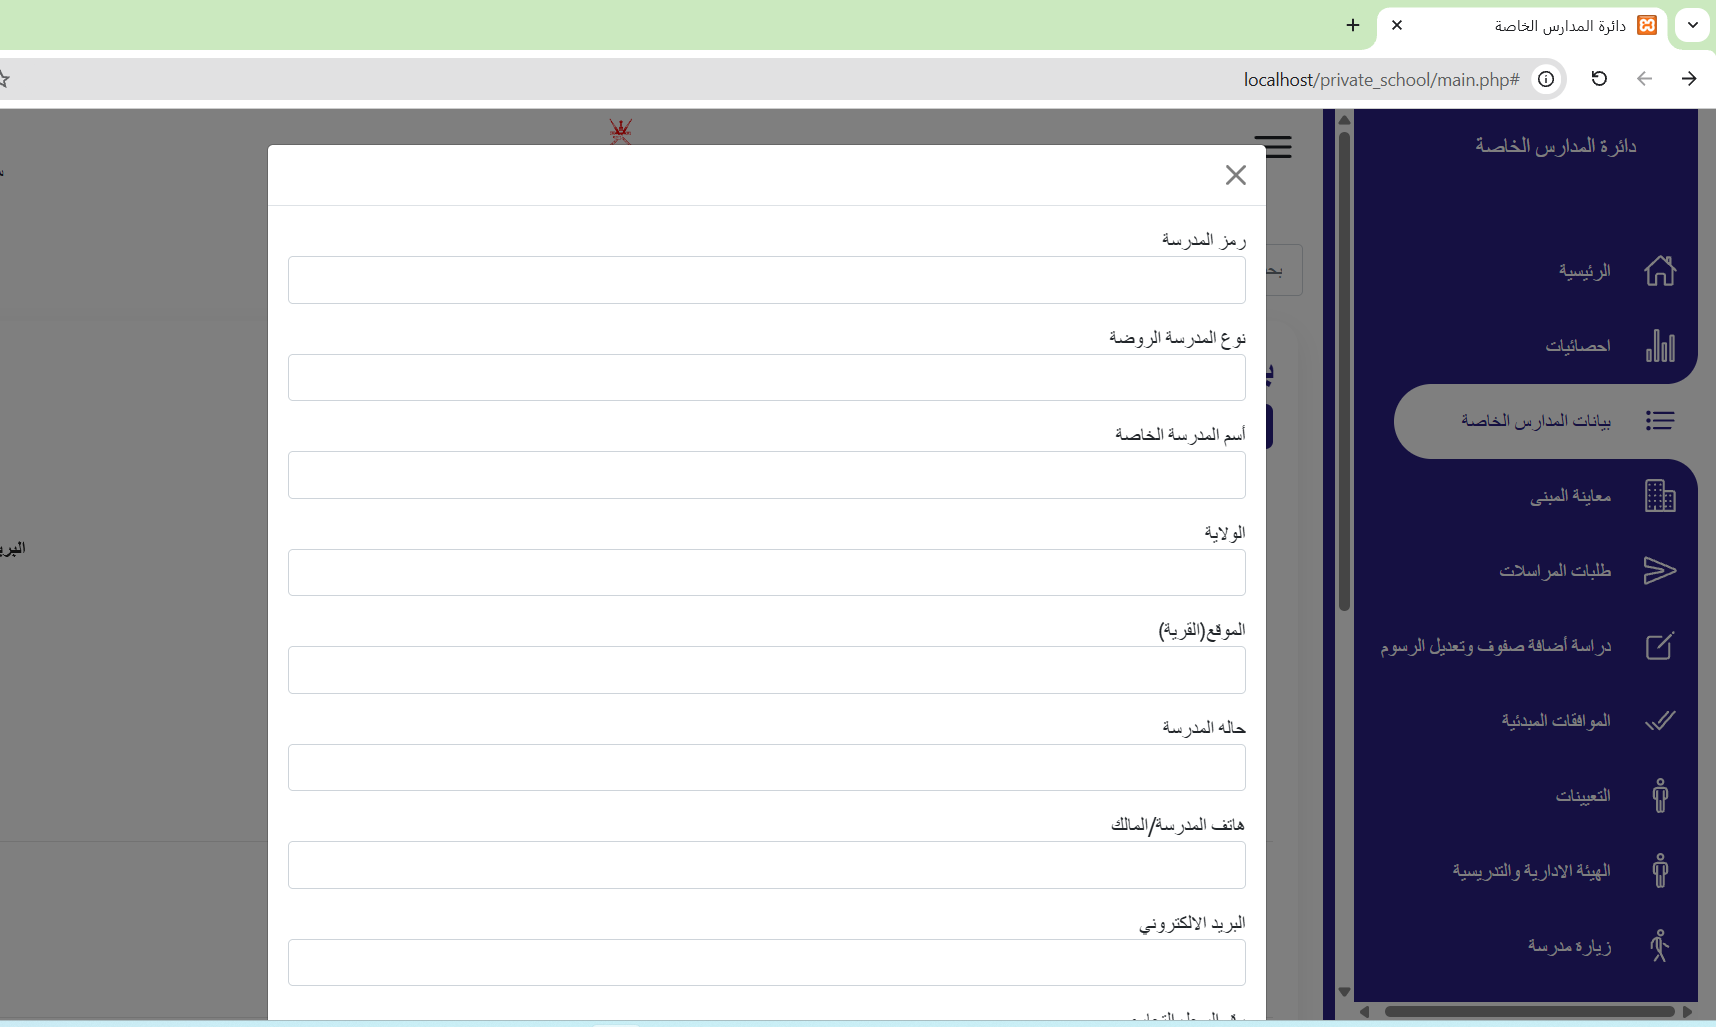 دائرة المدارس الخاصة
localhost/private_school/main.php#
دائرة المدارس الخاصة
الرئيسية
احصائيات
بيانات المدارس الخاصة
معاينة المبنى
طلبات المراسلات
دراسة أضافة صفوف وتعديل الرسوم
الموافقات المبدئية
التعيينات
الهيئة الادارية والتدريسية
زيارة مدرسة
رمز المدرسة
نوع المدرسة الروضة
أسم المدرسة الخاصة
الولاية
الموقع(القرية)
حاله المدرسة
هاتف المدرسة/المالك
البريد الالكتروني